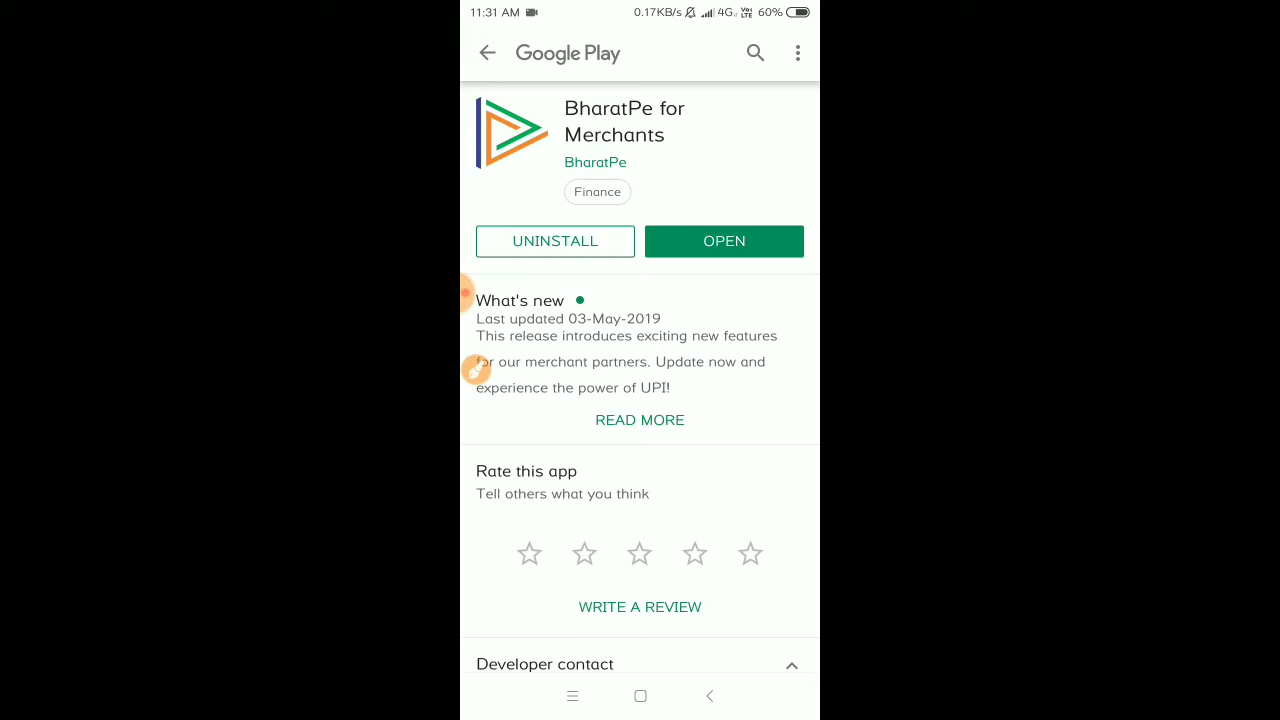 11:31 AM 0.17KB/s 4G Vo) LTE 60%
Google Play
BharatPe for
Merchants
BharatPe
Finance
UNINSTALL OPEN
What's new
Last updated 03-May-2019
This release introduces exciting new features
for our merchant partners. Update now and
experience the power of UPI!
READ MORE
Rate this app
Tell others what you think
WRITE A REVIEW
Developer contact